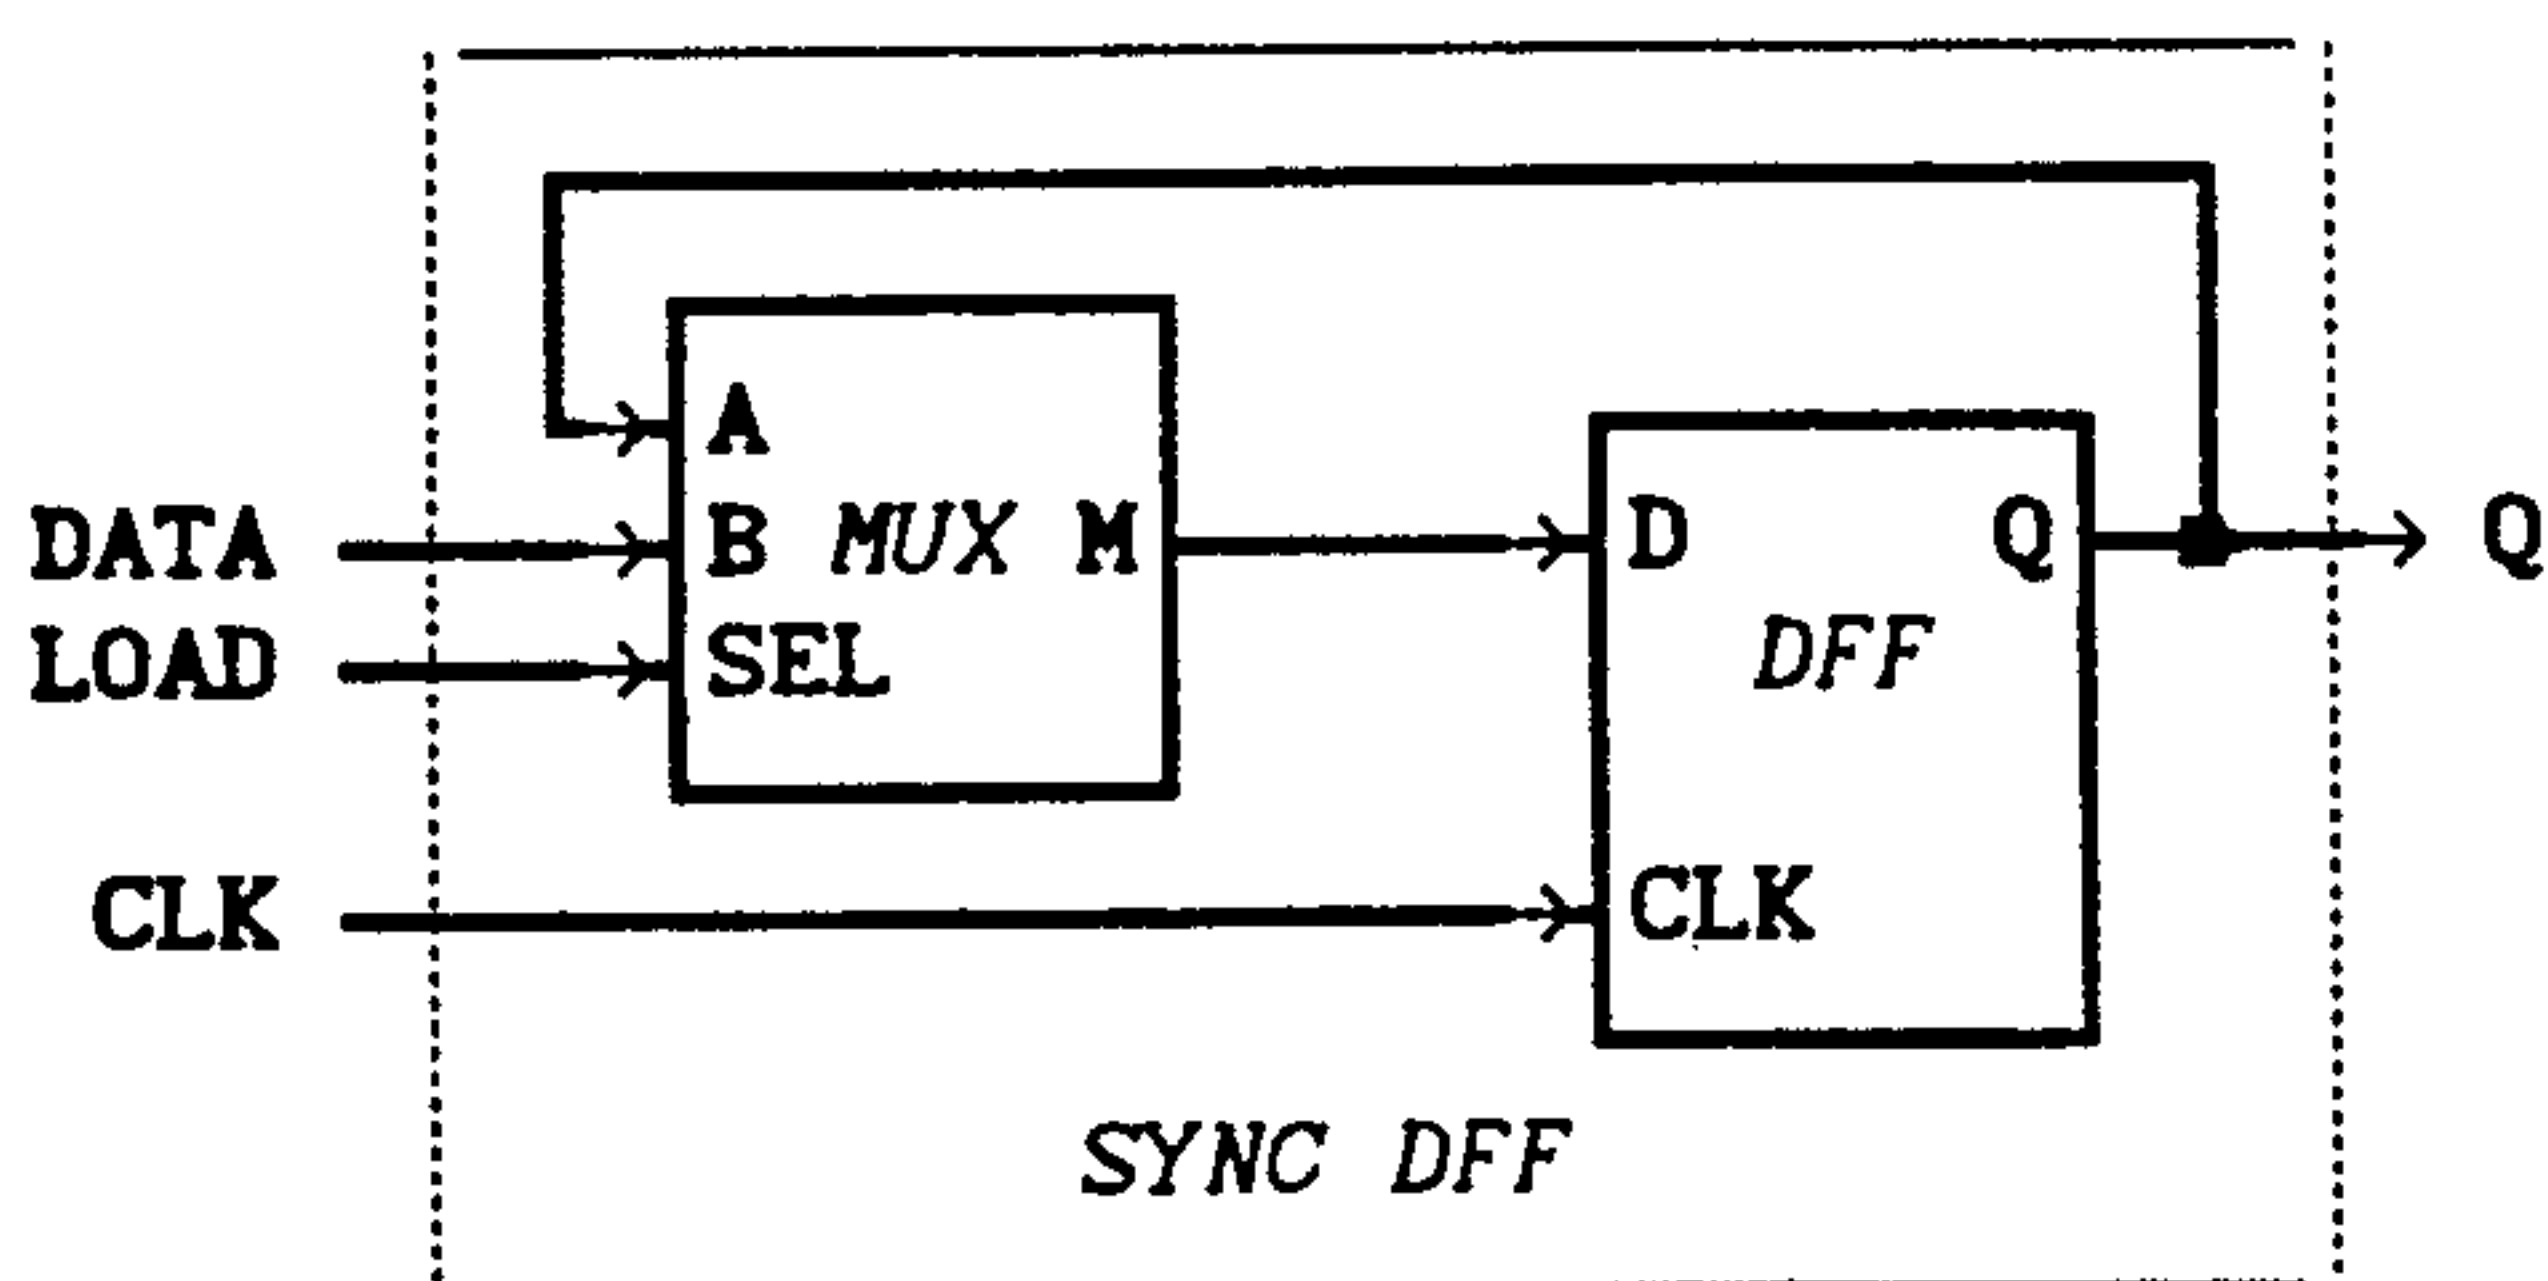 A
DATA B MUX M D Q Q
LOAD SEL DFF
CLK CLK
SYNC DFF